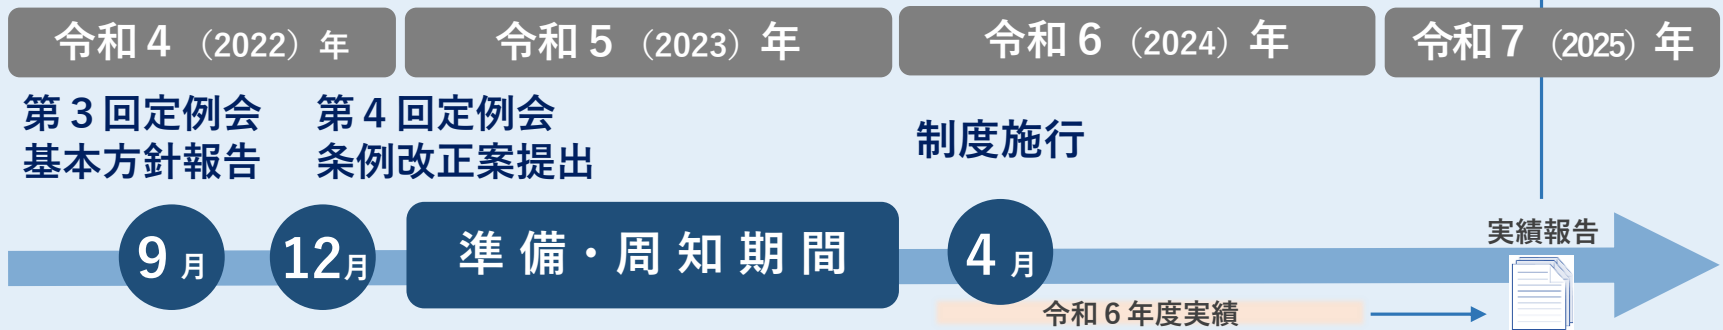 令和４（2022）年
令和５（2023）年
令和６（2024）年
令和７（2025）年
第３回定例会
基本方針報告
第４回定例会
条例改正案提出
制度施行
9月
12月
準備・周知期間
4月
実績報告
令和６年度実績